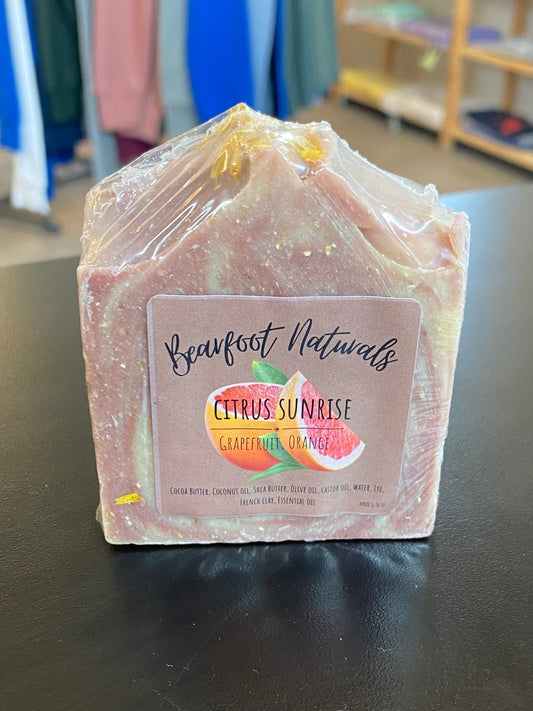 Bearfoot Naturals
CITRUS SUNRISE
GRAPEFRUIT, ORANGE
COCOA BUTTER, COCONUT OIL, SHEA BUTTER, OLIVE OIL, CASTOR OIL, WATER, LYE,
FRENCH CLAY, ESSENTIAL OIL